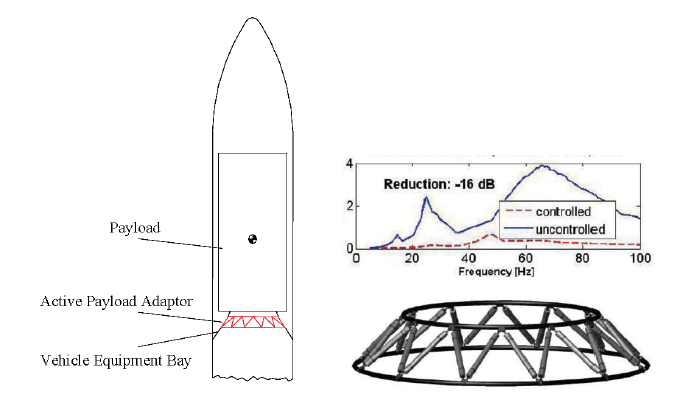 Payload
Active Payload Adaptor
Vehicle Equipment Bay
Reduction: -16 dB
controlled
uncontrolled
4
2
0
0 20 40 60 80 100
Frequency [Hz]